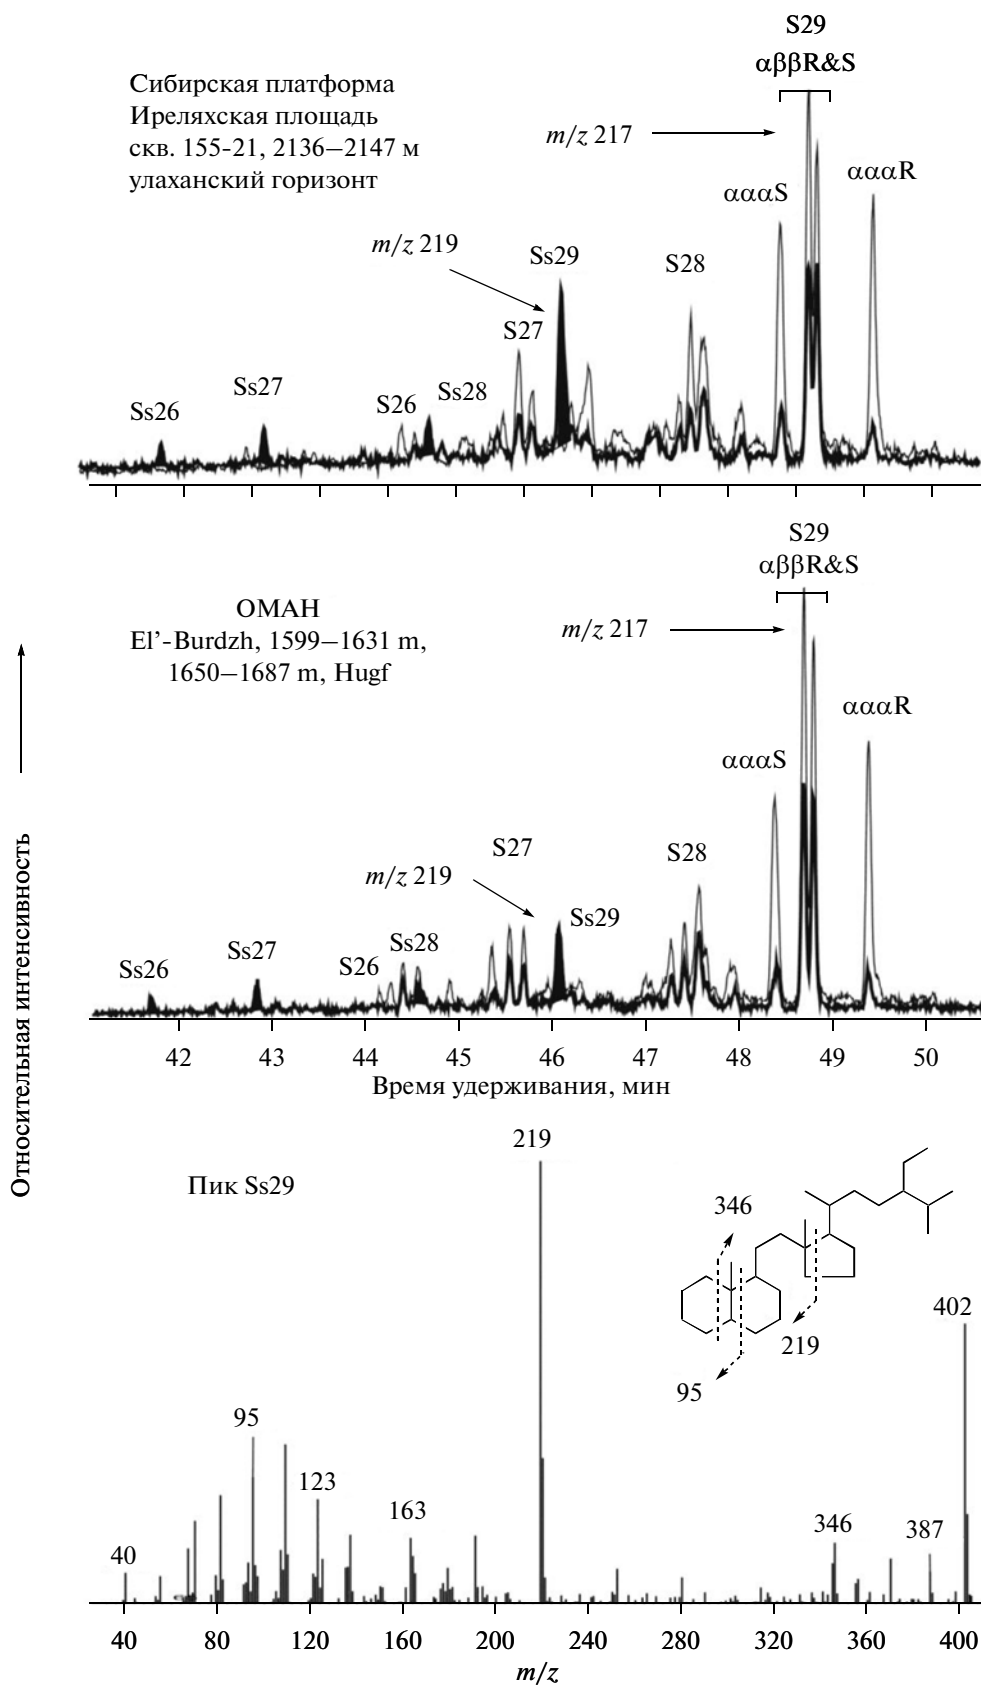 Сибирская платформа
Иреляхская площадь
скв. 155-21, 2136–2147 м
улаханский горизонт
S29
αββR&S
m/z 217
αααS
αααR
m/z 219
Ss29
S28
S27
Ss27
Ss26
S26
Ss28
S29
αββR&S
ОМАН
El’-Burdzh, 1599–1631 m,
1650–1687 m, Hugf
m/z 217
αααR
αααS
S27
S28
m/z 219
Ss29
Ss28
Ss27
Ss26
S26
42 43 44 45 46 47 48 49 50
Время удерживания, мин
Относительная интенсивность
219
Пик Ss29
346
402
219
95
95
123
163
40
346
387
40 80 120 160 200 240 280 320 360 400
m/z